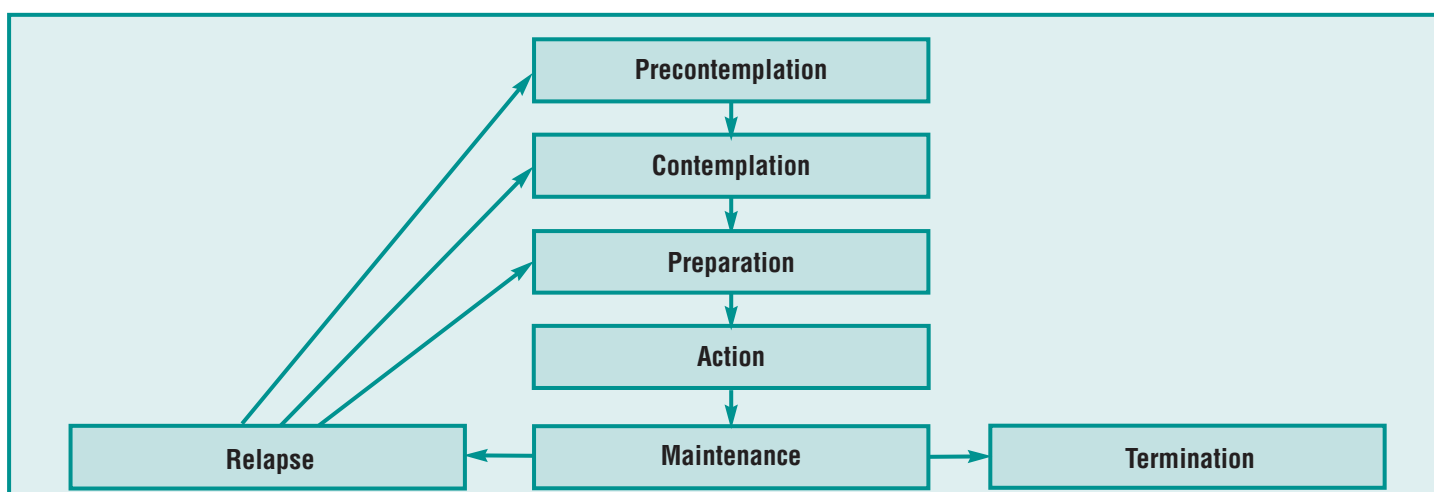 Precontemplation
Contemplation
Preparation
Action
Relapse
Maintenance
Termination